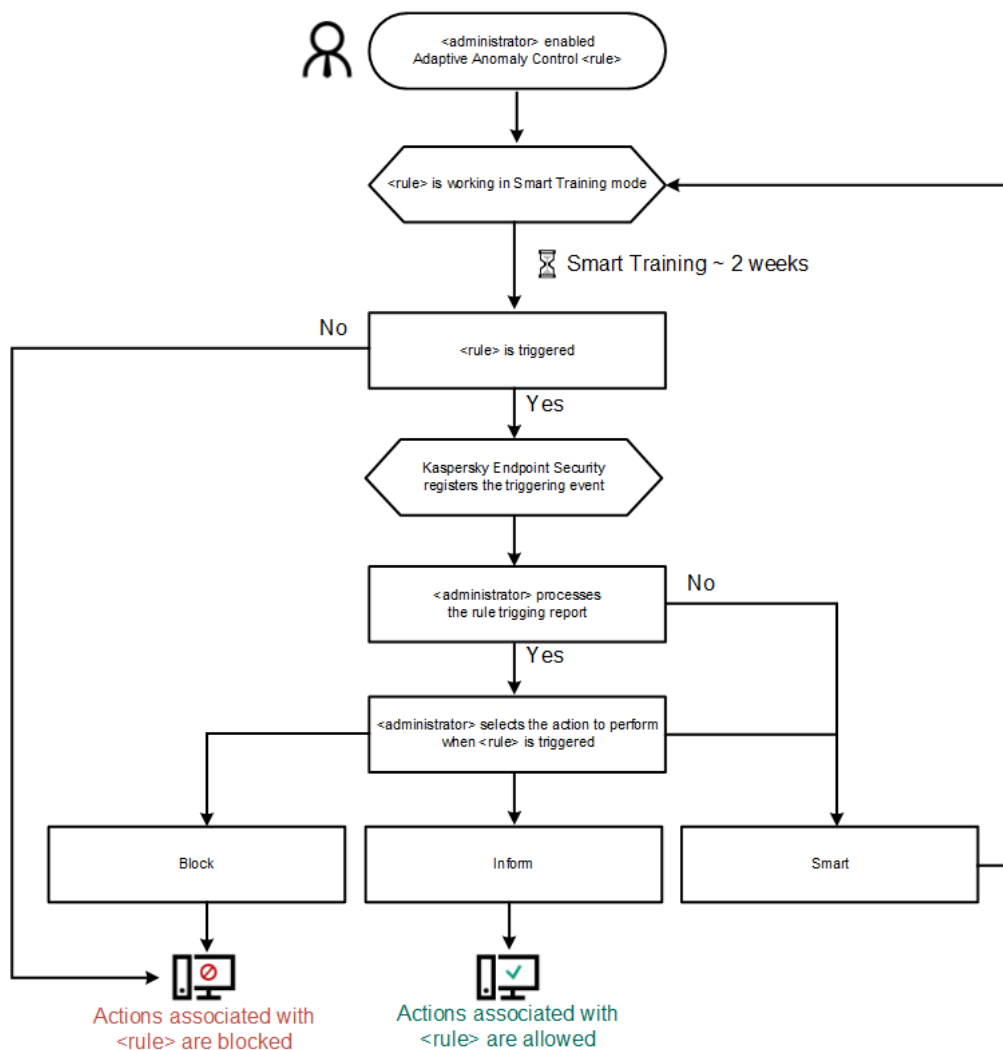 <administrator> enabled
Adaptive Anomaly Control <rule>
<rule> is working in Smart Training mode
Smart Training ~ 2 weeks
No
<rule> is triggered
Yes
Kaspersky Endpoint Security
registers the triggering event
<administrator> processes
the rule trigging report
No
Yes
<administrator> selects the action to perform
when <rule> is triggered
Block
Inform
Smart
Actions associated with
<rule> are blocked
Actions associated with
<rule> are allowed